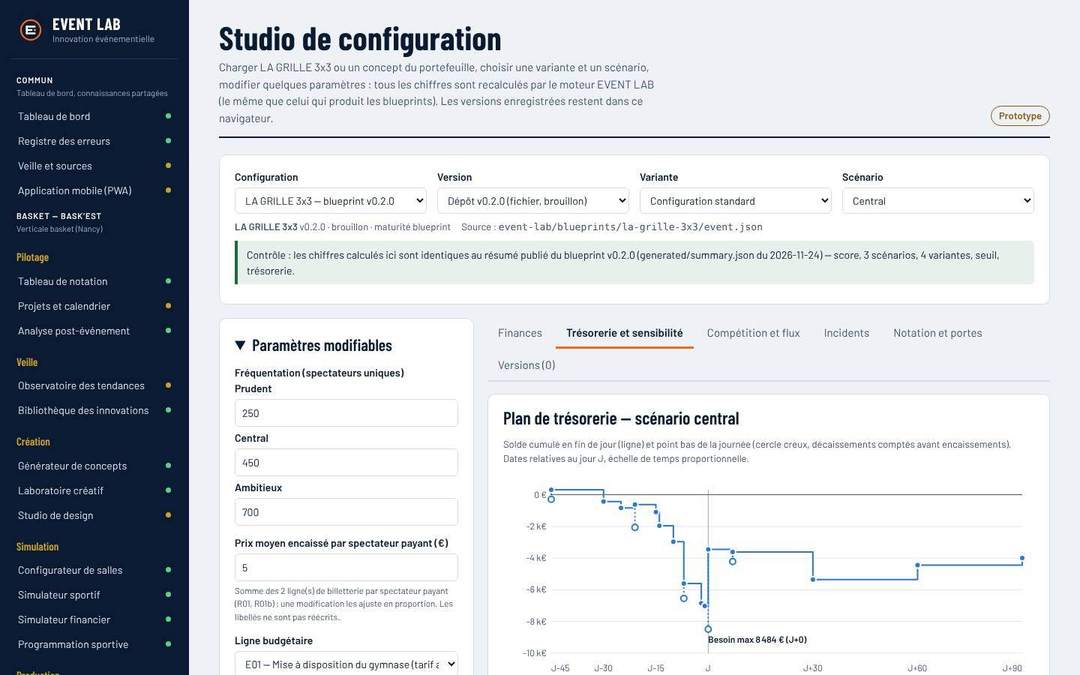 EVENT LAB
Innovation événementielle
COMMUN
Tableau de bord, connaissances partagées
Tableau de bord
Registre des erreurs
Veille et sources
Application mobile (PWA)
BASKET — BASK'EST
Verticale basket (Nancy)
Pilotage
Tableau de notation
Projets et calendrier
Analyse post-événement
Veille
Observatoire des tendances
Bibliothèque des innovations
Création
Générateur de concepts
Laboratoire créatif
Studio de design
Simulation
Configurateur de salles
Simulateur sportif
Simulateur financier
Programmation sportive
Production
Studio de configuration
Charger LA GRILLE 3x3 ou un concept du portefeuille, choisir une variante et un scénario,
modifier quelques paramètres : tous les chiffres sont recalculés par le moteur EVENT LAB
(le même que celui qui produit les blueprints). Les versions enregistrées restent dans ce
navigateur.
Prototype
Configuration
Version
Variante
Scénario
LA GRILLE 3x3 — blueprint v0.2.0
Dépôt v0.2.0 (fichier, brouillon)
Configuration standard
Central
LA GRILLE 3x3 v0.2.0 · brouillon · maturité blueprint Source : event-lab/blueprints/la-grille-3x3/event.json
Contrôle : les chiffres calculés ici sont identiques au résumé publié du blueprint v0.2.0 (generated/summary.json du 2026-11-24) — score, 3 scénarios, 4 variantes, seuil,
trésorerie.
▼ Paramètres modifiables
Fréquentation (spectateurs uniques)
Prudent
250
Central
450
Ambitieux
700
Prix moyen encaissé par spectateur payant (€)
5
Somme des 2 ligne(s) de billetterie par spectateur payant
(R01, R01b) : une modification les ajuste en proportion. Les
libellés ne sont pas réécrits.
Ligne budgétaire
E01 — Mise à disposition du gymnase (tarif
Finances
Trésorerie et sensibilité
Compétition et flux
Incidents
Notation et portes
Versions (0)
Plan de trésorerie — scénario central
Solde cumulé en fin de jour (ligne) et point bas de la journée (cercle creux, décaissements comptés avant encaissements).
Dates relatives au jour J, échelle de temps proportionnelle.
0 €
-2 k€
-4 k€
-6 k€
-8 k€
-10 k€
Besoin max 8 484 € (J+0)
J-45
J-30
J-15
J
J+30
J+60
J+90